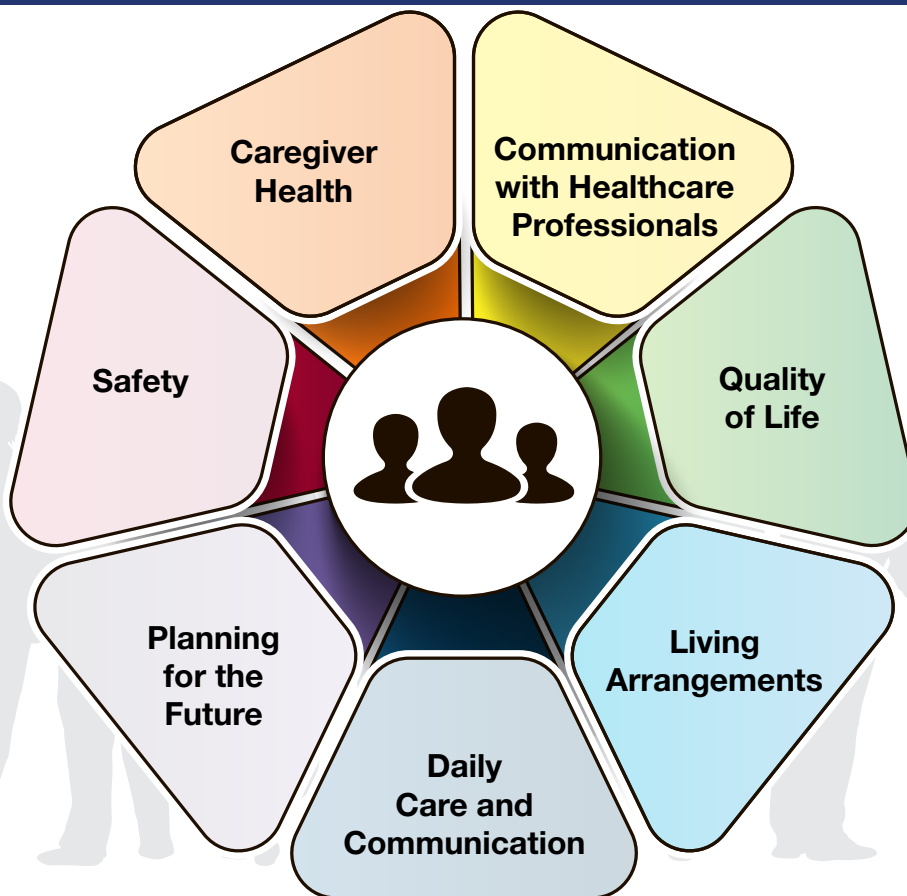 Caregiver
Health
Communication
with Healthcare
Professionals
Quality
of Life
Living
Arrangements
Daily
Care and
Communication
Planning
for the
Future
Safety